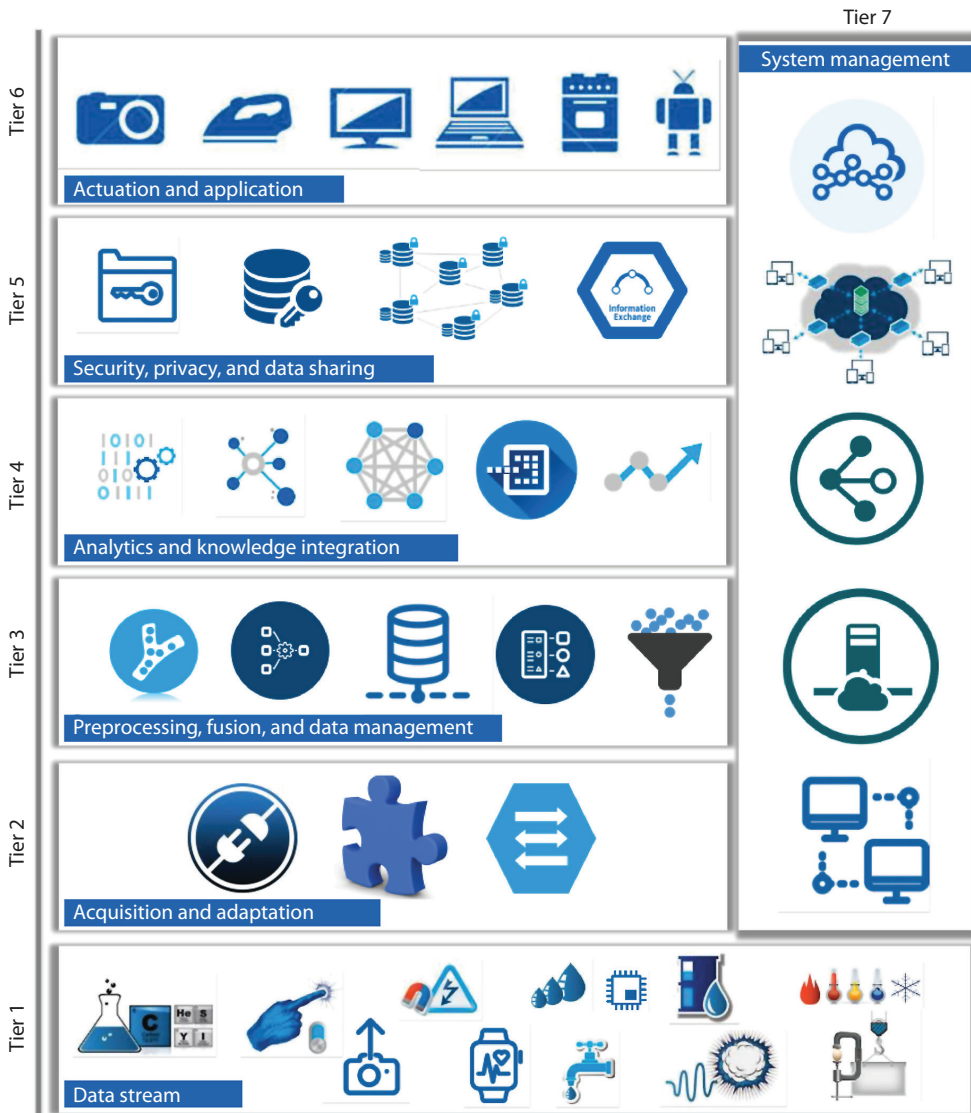 Tier 7
System management
Tier 6
Actuation and application
Tier 5
Information
Exchange
Security, privacy, and data sharing
Tier 4
Analytics and knowledge integration
Tier 3
Preprocessing, fusion, and data management
Tier 2
Acquisition and adaptation
Tier 1
C
He S
Y I
Data stream